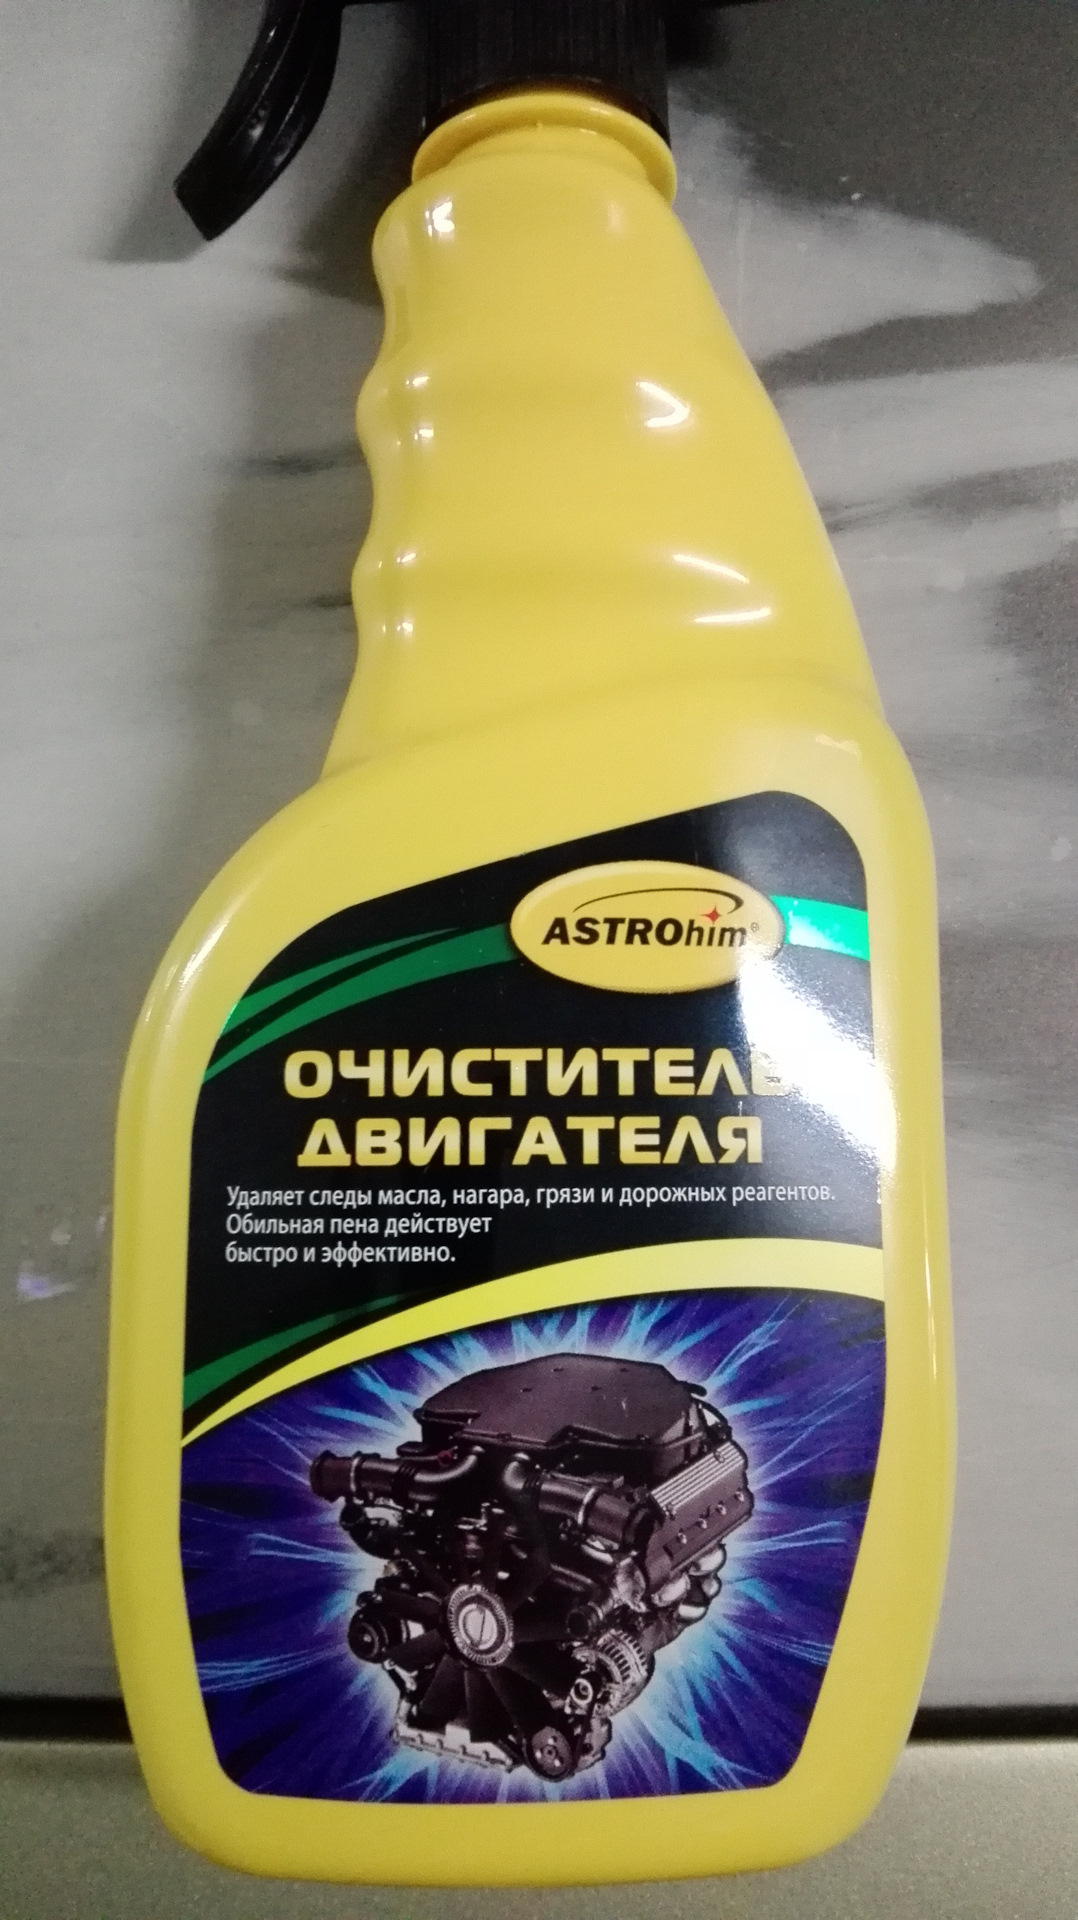 ASTROhim®
ОЧИСТИТЕЛЬ
ДВИГАТЕЛЯ
Удаляет следы масла, нагара, грязи и дорожных реагентов.
Обильная пена действует
быстро и эффективно.